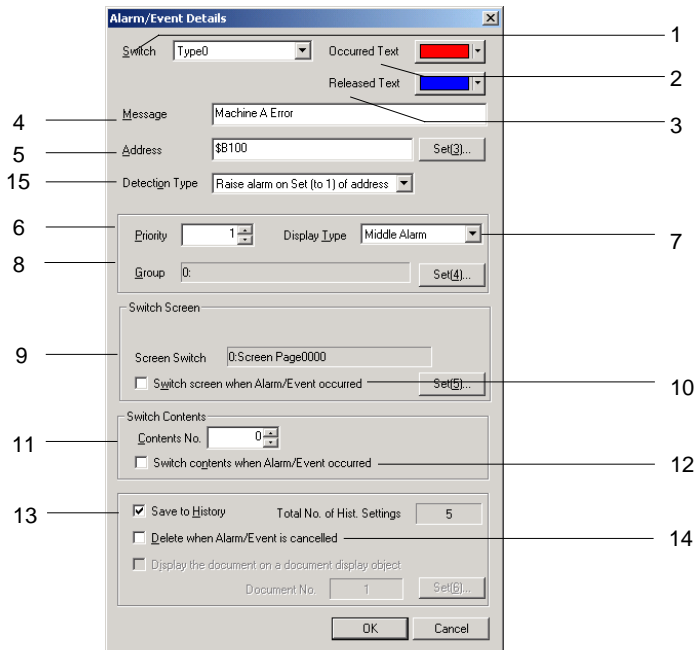 Alarm/Event Details
1
Switch Type0 Occurred Text
2
Released Text
3
4 Message Machine A Error
5 Address $B100 Set(3)...
15 Detection Type Raise alarm on Set (to 1) of address
6 Priority 1 Display Type Middle Alarm 7
8 Group 0: Set(4)...
Switch Screen
9 Screen Switch 0:Screen Page0000
Switch screen when Alarm/Event occurred Set(5)... 10
Switch Contents
11 Contents No. 0
Switch contents when Alarm/Event occurred 12
13 Save to History Total No. of Hist. Settings 5
Delete when Alarm/Event is cancelled 14
Display the document on a document display object
Document No. 1 Set(6)...
OK Cancel